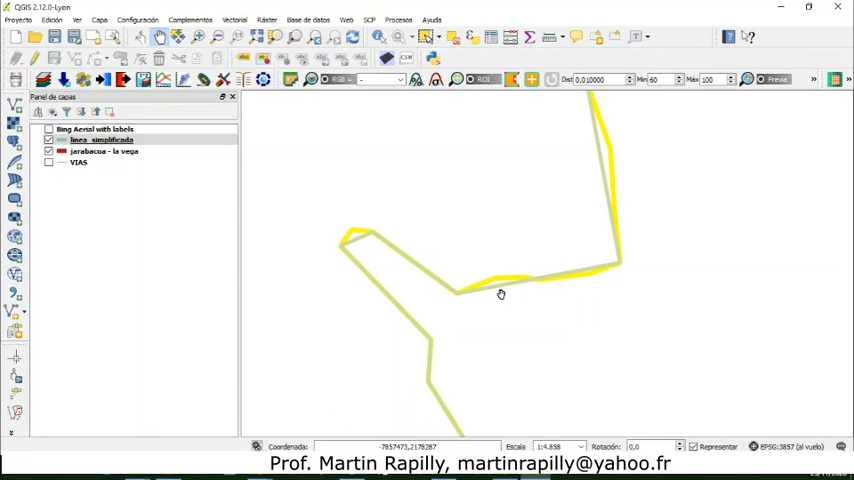 QGIS 2.12.0-Lyon
Proyecto Edición Ver Capa Configuración Complementos Vectorial Ráster Base de datos Web SCP Procesos Ayuda
RGB = - ROI Dist 0,010000 Min 60 Máx 100 Previa
Panel de capas
Bing Aerial with labels
linea_simplificada
jarabacoa - la vega
VIAS
Coordenada: -7857473,2178287 Escala 1:4.858 Rotación: 0,0 Representar EPSG:3857 (al vuelo)
Prof. Martin Rapilly, martinrapilly@yahoo.fr